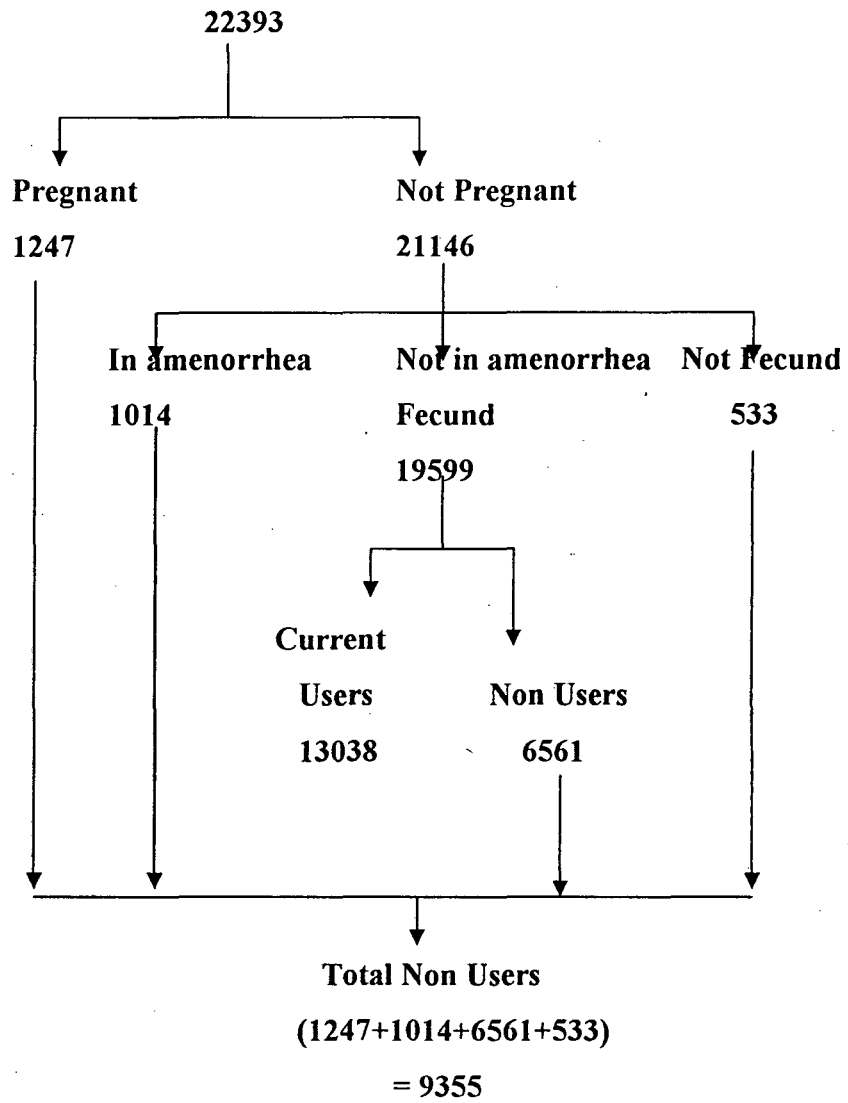 22393
Pregnant
Not Pregnant
1247
21146
In amenorrhea
Not in amenorrhea
Not Fecund
1014
Fecund
533
19599
Current
Users
Non Users
13038
6561
Total Non Users
(1247+1014+6561+533)
= 9355